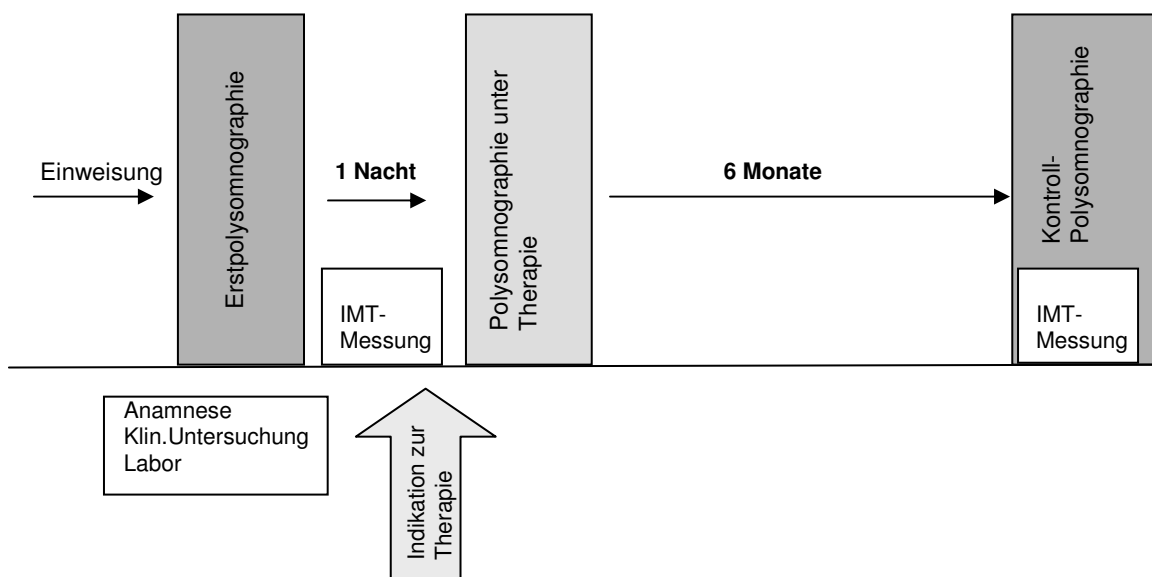 Einweisung
Erstpolysomnographie
1 Nacht
IMT-
Messung
Polysomnographie unter
Therapie
6 Monate
Kontroll-
Polysomnographie
IMT-
Messung
Anamnese
Klin.Untersuchung
Labor
Indikation zur
Therapie